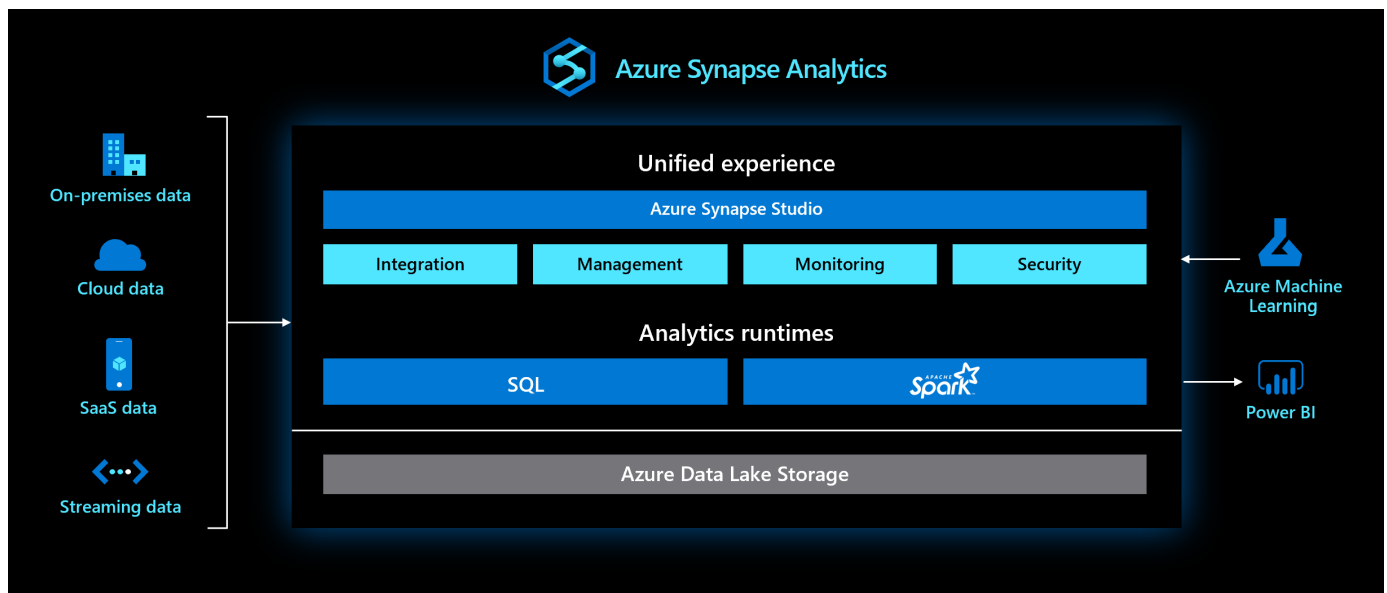 Azure Synapse Analytics
On-premises data
Cloud data
SaaS data
Streaming data
Unified experience
Azure Synapse Studio
Integration
Management
Monitoring
Security
Analytics runtimes
SQL
APACHE
Spark™
Azure Data Lake Storage
Azure Machine
Learning
Power BI